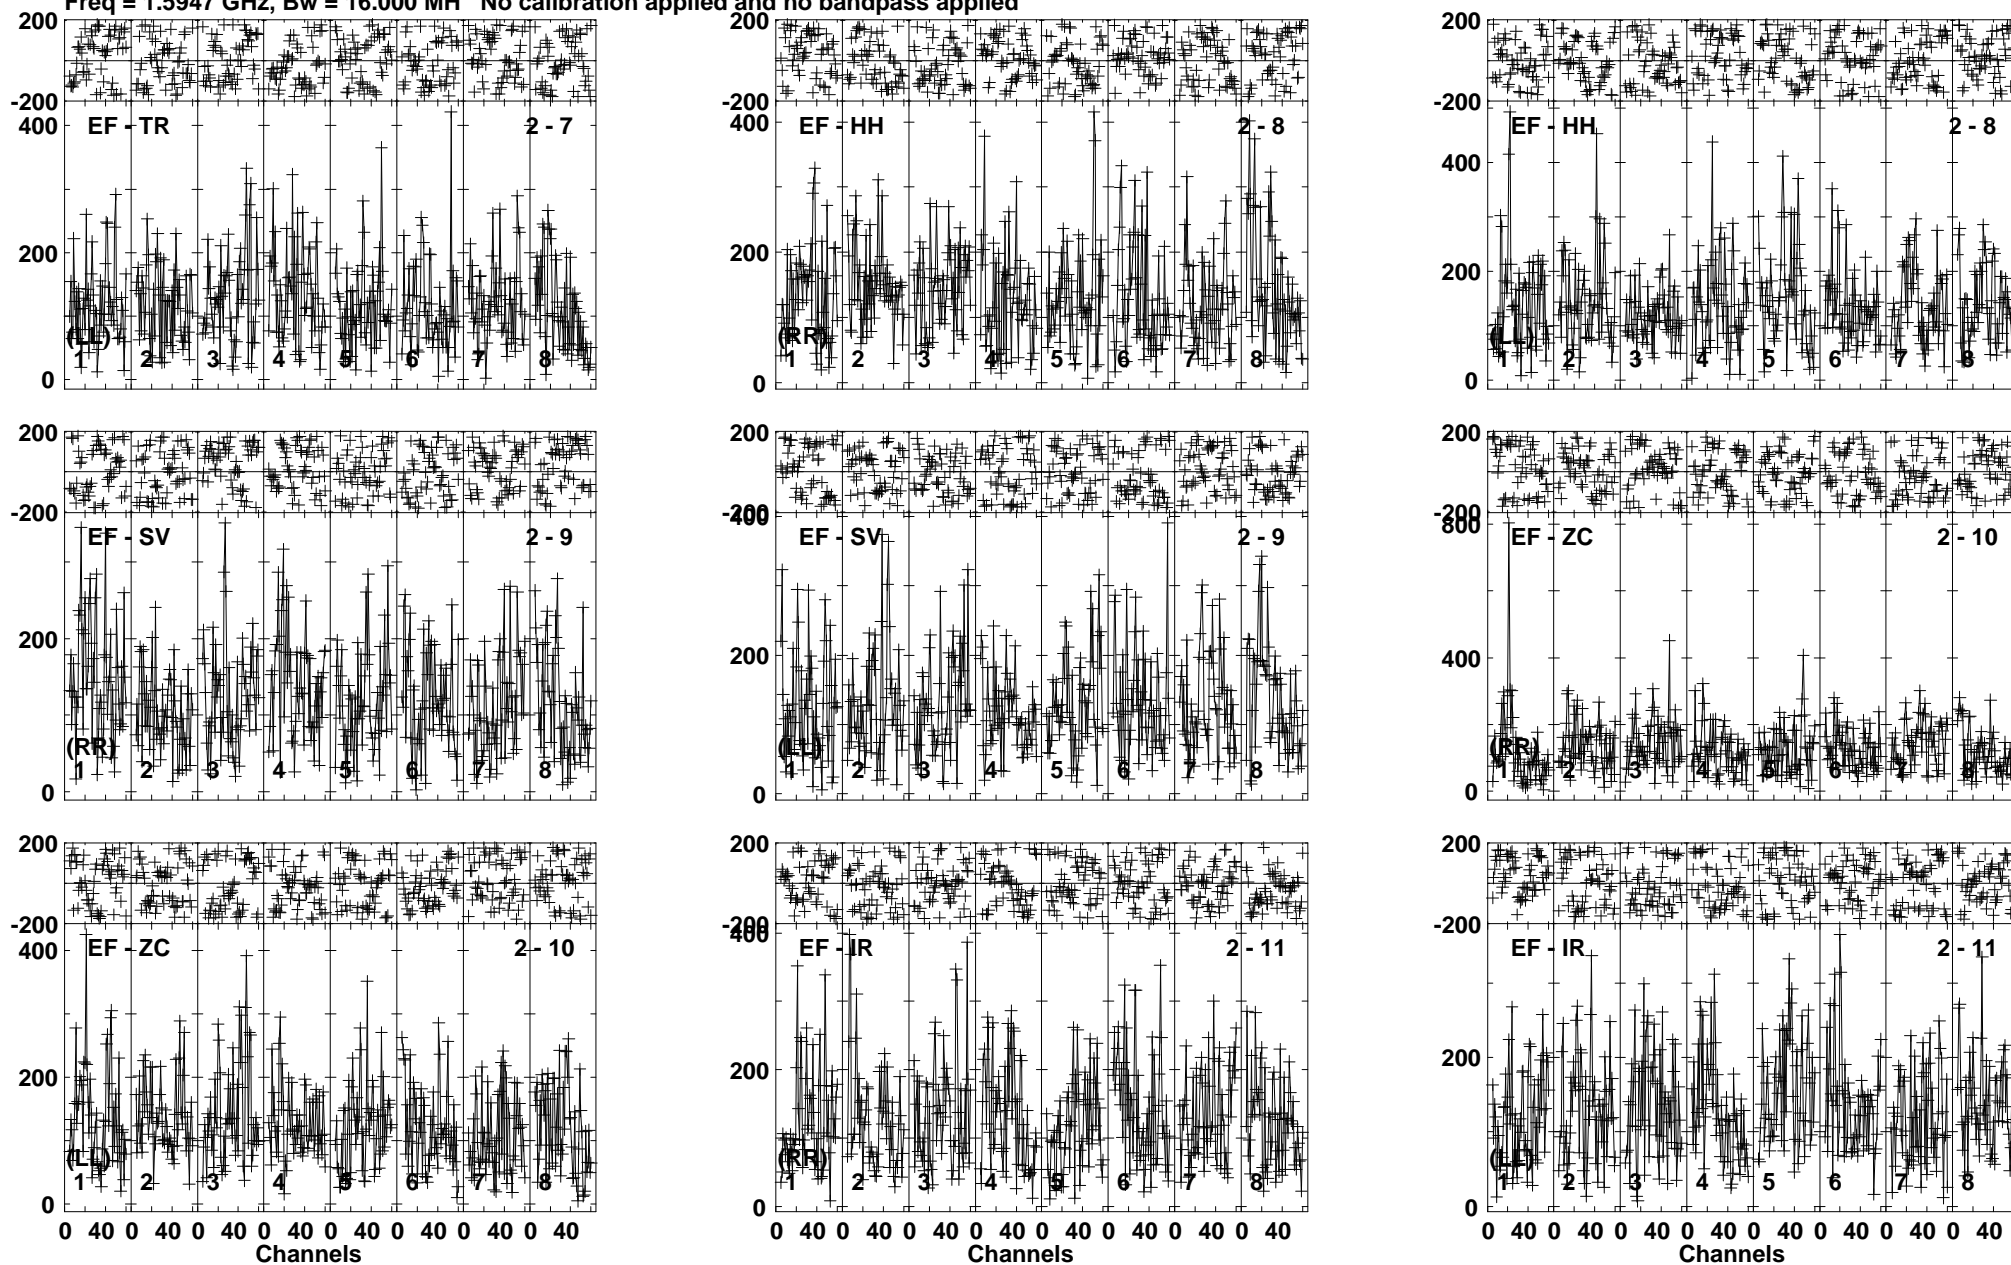 Freq = 1.5947 GHz, Bw = 16.000 MH No calibration applied and no bandpass applied
200 200 200
-200 -200 -200
400 EF - TR 2 - 7 400 EF - HH 2 - 8 EF - HH 2 - 8
400
200 200 200
(LL) (RR) (LL)
1 2 3 4 5 6 7 8 1 2 3 4 5 6 7 8 1 2 3 4 5 6 7 8
0 0 0
200 200 200
-200 -200 -200
400 800
EF - SV 2 - 9 EF - SV 2 - 9 EF - ZC 2 - 10
200 200 400
(RR) (LL) (RR)
1 2 3 4 5 6 7 8 1 2 3 4 5 6 7 8 1 2 3 4 5 6 7 8
0 0 0
200 200 200
-200 -200 -200
400 EF - ZC 2 - 10 400 EF - IR 2 - 11 EF - IR 2 - 11
200 200 200
(LL) (RR) (LL)
1 2 3 4 5 6 7 8 1 2 3 4 5 6 7 8 1 2 3 4 5 6 7 8
0 0 0
0 40 0 40 0 40 0 40 0 40 0 40 0 40 0 40 0 40 0 40 0 40 0 40 0 40 0 40 0 40 0 40 0 40 0 40 0 40 0 40 0 40 0 40 0 40 0 40
Channels Channels Channels